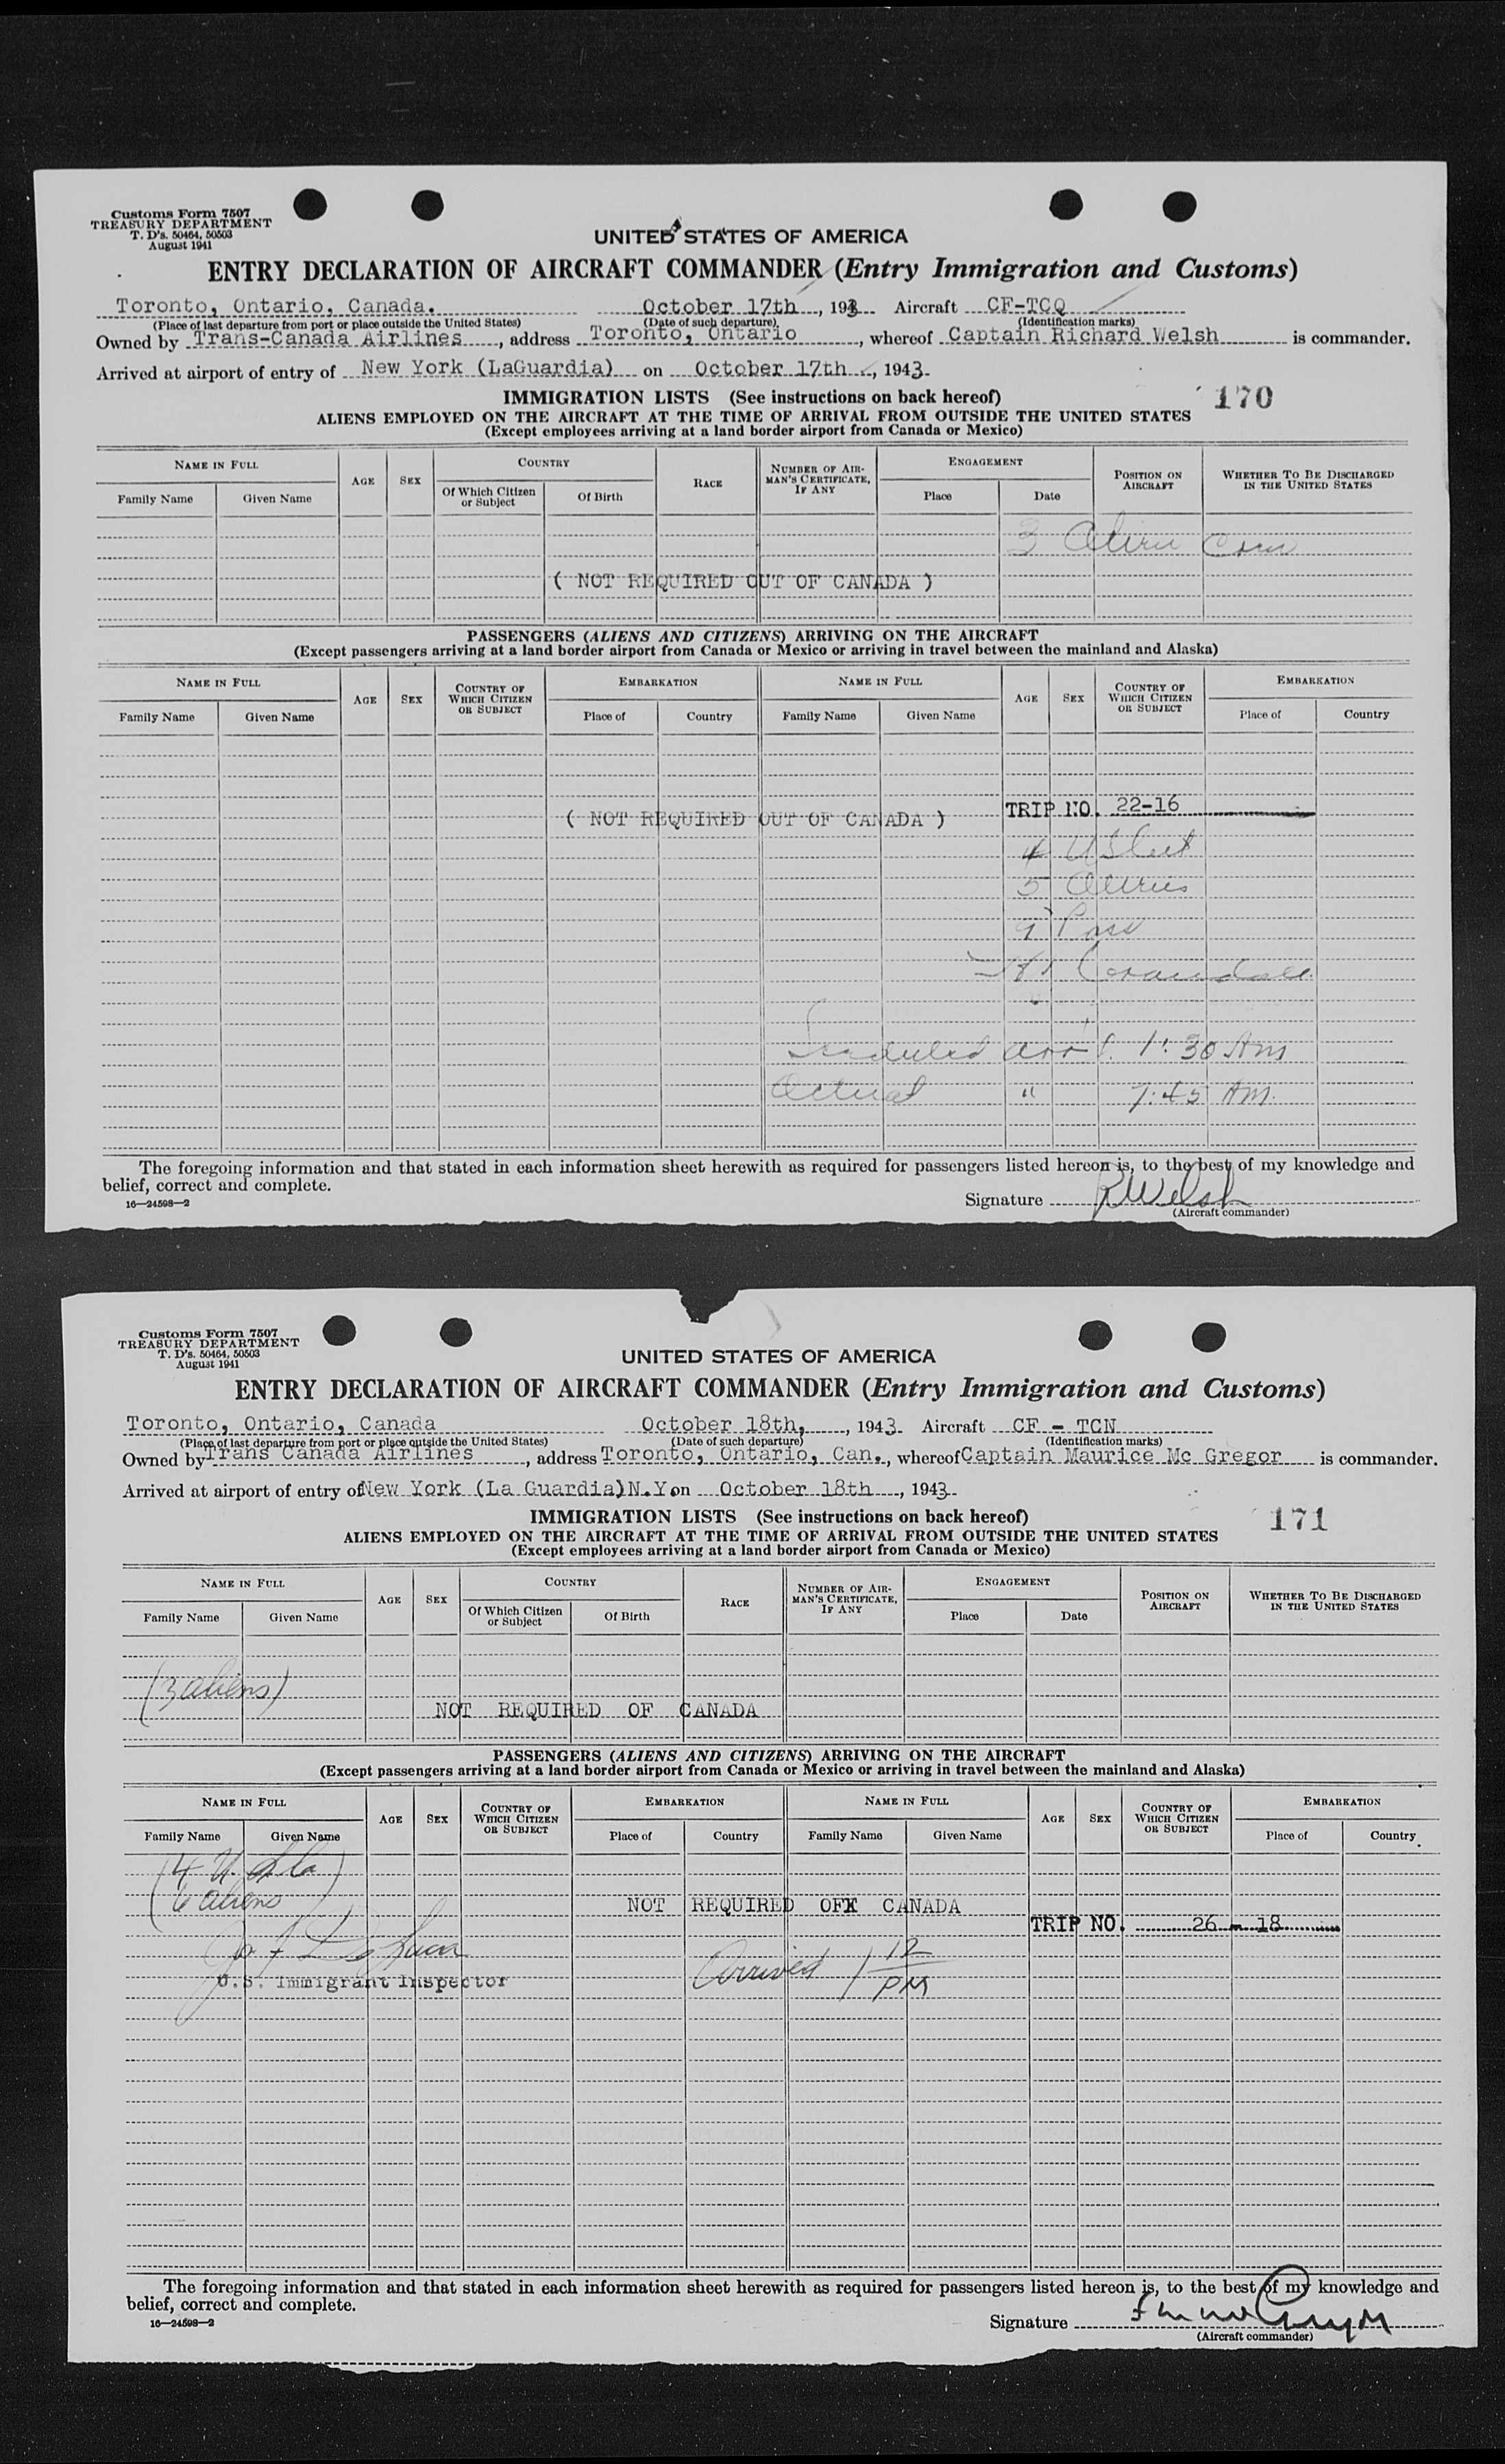 Customs Form 7507
TREASURY DEPARTMENT
T. D's. 50464, 50503
August 1941
UNITED STATES OF AMERICA
ENTRY DECLARATION OF AIRCRAFT COMMANDER (Entry Immigration and Customs)
Toronto, Ontario, Canada. October 17th, 1943 Aircraft CF-TCQ
(Place of last departure from port or place outside the United States) (Date of such departure) (Identification marks)
Owned by Trans-Canada Airlines, address Toronto, Ontario, whereof Captain Richard Welsh is commander.
Arrived at airport of entry of New York (LaGuardia) on October 17th, 1943.
IMMIGRATION LISTS (See instructions on back hereof) 170
ALIENS EMPLOYED ON THE AIRCRAFT AT THE TIME OF ARRIVAL FROM OUTSIDE THE UNITED STATES
(Except employees arriving at a land border airport from Canada or Mexico)
NAME IN FULL AGE SEX COUNTRY RACE NUMBER OF AIRMAN'S CERTIFICATE, IF ANY ENGAGEMENT POSITION ON AIRCRAFT WHETHER TO BE DISCHARGED IN THE UNITED STATES
Family Name Given Name Of Which Citizen or Subject Of Birth Place Date
3 Alien
( NOT REQUIRED OUT OF CANADA )
PASSENGERS (ALIENS AND CITIZENS) ARRIVING ON THE AIRCRAFT
(Except passengers arriving at a land border airport from Canada or Mexico or arriving in travel between the mainland and Alaska)
NAME IN FULL AGE SEX COUNTRY OF WHICH CITIZEN OR SUBJECT EMBARKATION NAME IN FULL AGE SEX COUNTRY OF WHICH CITIZEN OR SUBJECT EMBARKATION
Family Name Given Name Place of Country Family Name Given Name Place of Country
TRIP NO. 22-16
( NOT REQUIRED OUT OF CANADA )
4 US
5 Aliens
9 Pass
Scheduled arr. 1:30 AM
Actual " 7:45 AM.
The foregoing information and that stated in each information sheet herewith as required for passengers listed hereon is, to the best of my knowledge and
belief, correct and complete.
16—24598—2
Signature R Welsh
(Aircraft commander)
Customs Form 7507
TREASURY DEPARTMENT
T. D's. 50464, 50503
August 1941
UNITED STATES OF AMERICA
ENTRY DECLARATION OF AIRCRAFT COMMANDER (Entry Immigration and Customs)
Toronto, Ontario, Canada October 18th, , 1943. Aircraft CF - TCN
(Place of last departure from port or place outside the United States) (Date of such departure) (Identification marks)
Owned by Trans Canada Airlines, address Toronto, Ontario, Can., whereof Captain Maurice Mc Gregor is commander.
Arrived at airport of entry of New York (La Guardia)N.Y. on October 18th, 1943.
IMMIGRATION LISTS (See instructions on back hereof) 171
ALIENS EMPLOYED ON THE AIRCRAFT AT THE TIME OF ARRIVAL FROM OUTSIDE THE UNITED STATES
(Except employees arriving at a land border airport from Canada or Mexico)
NAME IN FULL AGE SEX COUNTRY RACE NUMBER OF AIRMAN'S CERTIFICATE, IF ANY ENGAGEMENT POSITION ON AIRCRAFT WHETHER TO BE DISCHARGED IN THE UNITED STATES
Family Name Given Name Of Which Citizen or Subject Of Birth Place Date
(3 aliens)
NOT REQUIRED OF CANADA
PASSENGERS (ALIENS AND CITIZENS) ARRIVING ON THE AIRCRAFT
(Except passengers arriving at a land border airport from Canada or Mexico or arriving in travel between the mainland and Alaska)
NAME IN FULL AGE SEX COUNTRY OF WHICH CITIZEN OR SUBJECT EMBARKATION NAME IN FULL AGE SEX COUNTRY OF WHICH CITIZEN OR SUBJECT EMBARKATION
Family Name Given Name Place of Country Family Name Given Name Place of Country
(4 U.
(6 aliens)
NOT REQUIRED OF CANADA
TRIP NO. 26 - 18
U.S. Immigrant Inspector
Arrived 1 12 PM
The foregoing information and that stated in each information sheet herewith as required for passengers listed hereon is, to the best of my knowledge and
belief, correct and complete.
16—24598—2
Signature
(Aircraft commander)